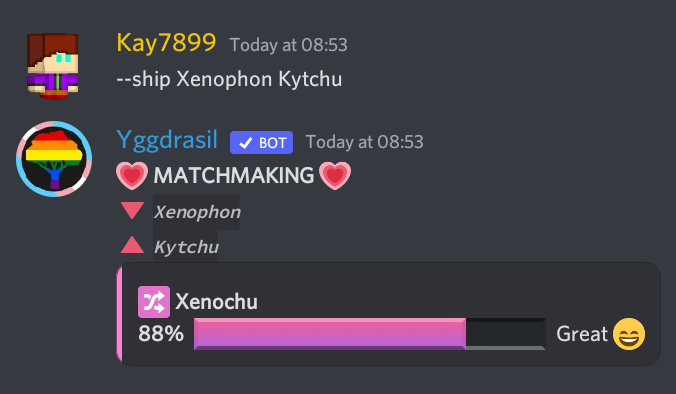 Kay7899 Today at 08:53
--ship Xenophon Kytchu
Yggdrasil BOT Today at 08:53
MATCHMAKING
Xenophon
Kytchu
Xenochu
88% Great